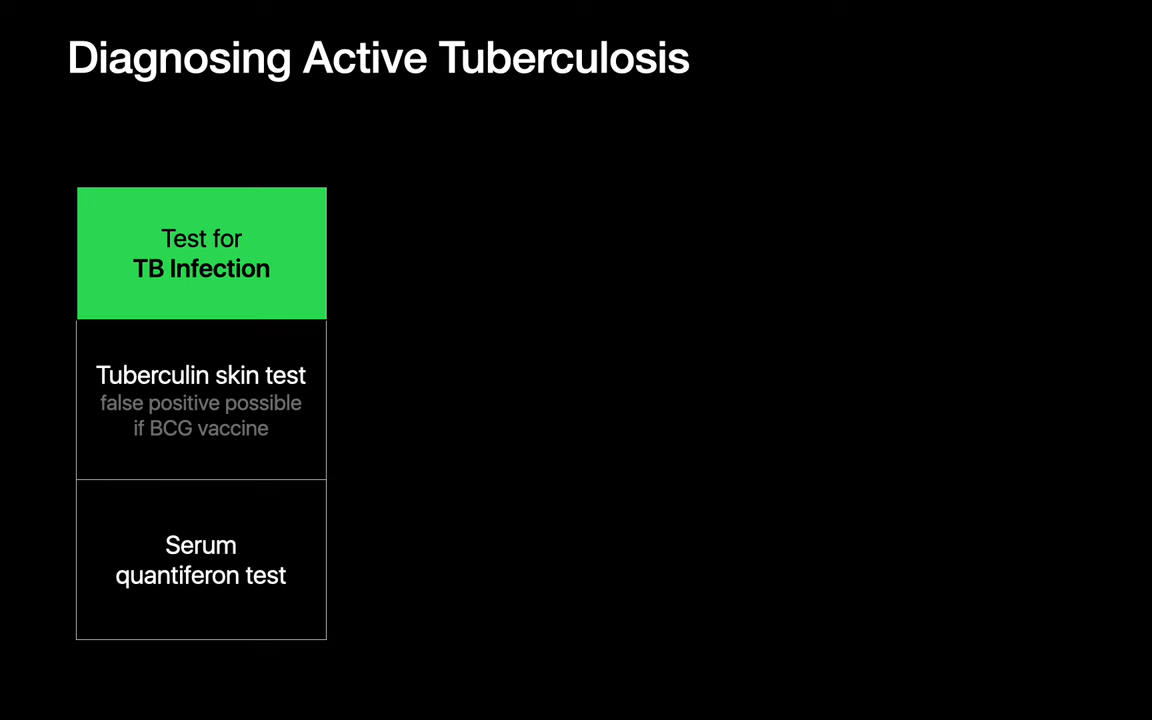 Diagnosing Active Tuberculosis
Test for
TB Infection
Tuberculin skin test
false positive possible
if BCG vaccine
Serum
quantiferon test